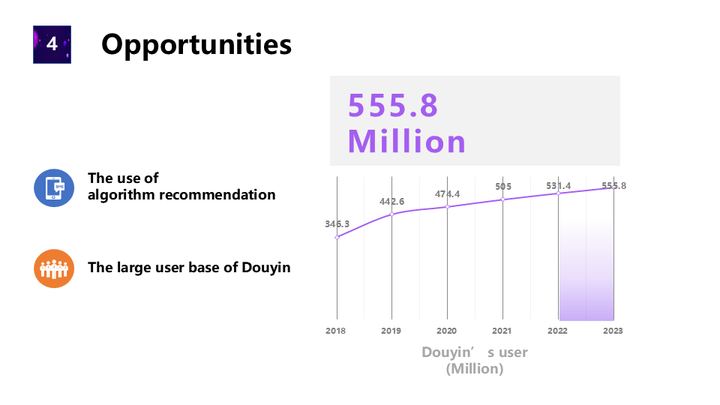 4
Opportunities
555.8
Million
The use of
algorithm recommendation
The large user base of Douyin
346.3
442.6
474.4
505
531.4
555.8
2018
2019
2020
2021
2022
2023
Douyin’ s user
(Million)